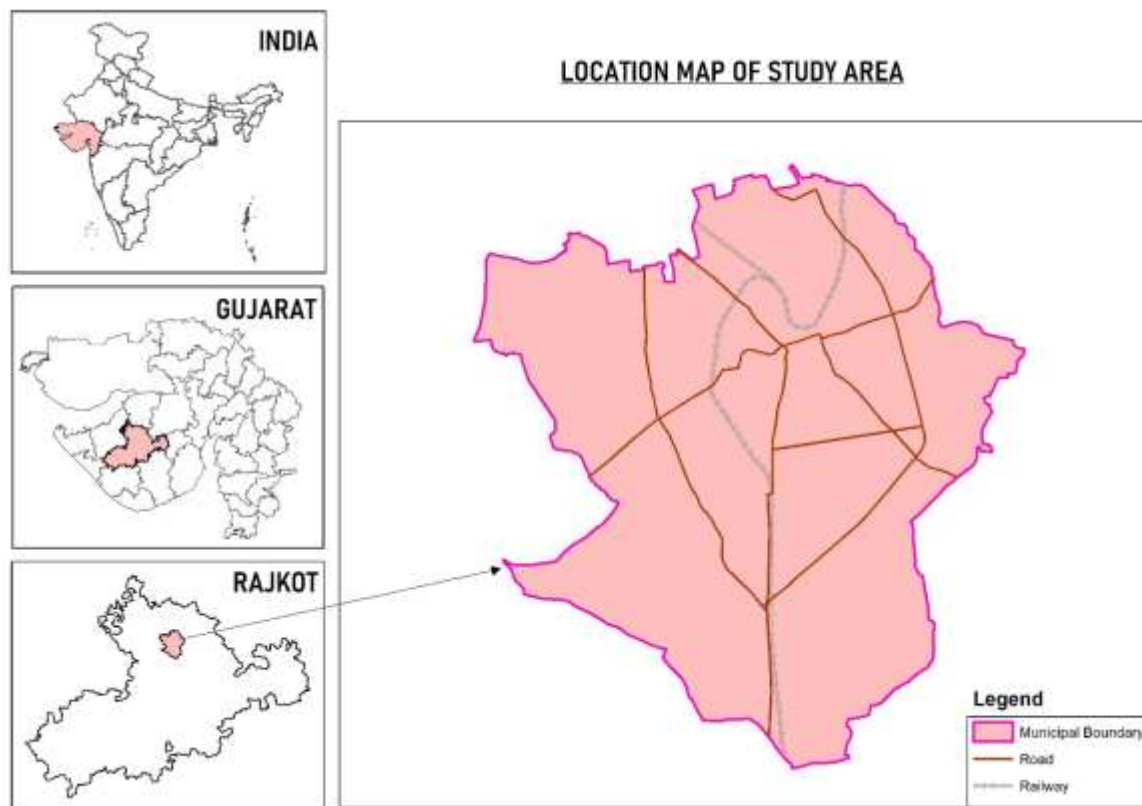 INDIA
GUJARAT
RAJKOT
LOCATION MAP OF STUDY AREA
Legend
Municipal Boundary
Road
Railway